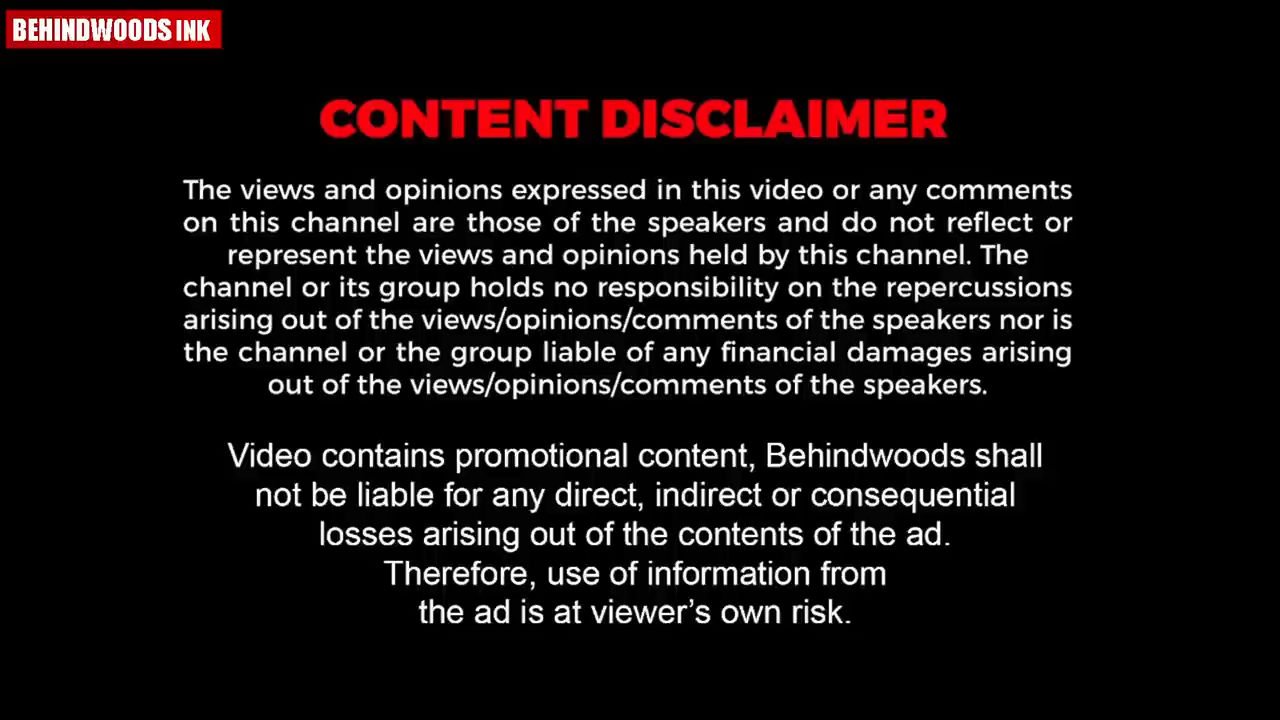 BEHINDWOODS INK
CONTENT DISCLAIMER
The views and opinions expressed in this video or any comments
on this channel are those of the speakers and do not reflect or
represent the views and opinions held by this channel. The
channel or its group holds no responsibility on the repercussions
arising out of the views/opinions/comments of the speakers nor is
the channel or the group liable of any financial damages arising
out of the views/opinions/comments of the speakers.
Video contains promotional content, Behindwoods shall
not be liable for any direct, indirect or consequential
losses arising out of the contents of the ad.
Therefore, use of information from
the ad is at viewer’s own risk.